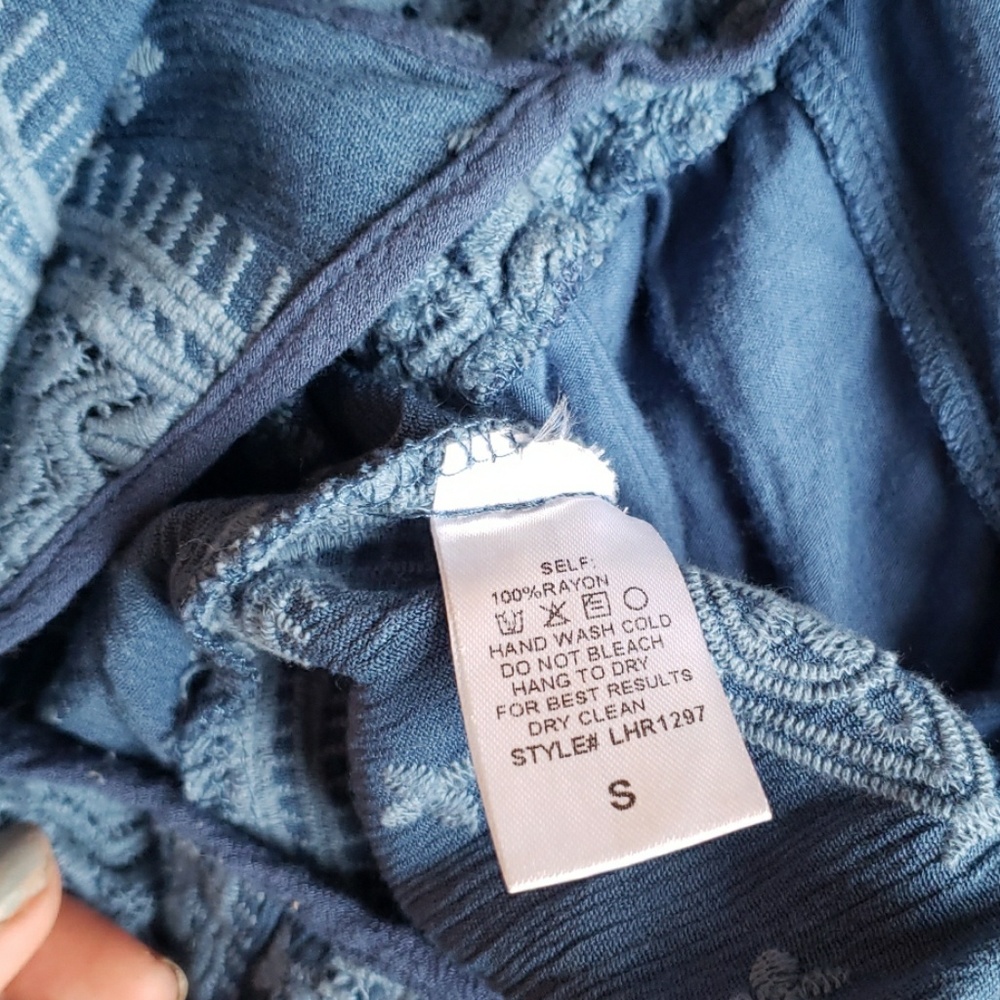 SELF:
100%RAYON
HAND WASH COLD
DO NOT BLEACH
HANG TO DRY
FOR BEST RESULTS
DRY CLEAN
STYLE# LHR1297
S